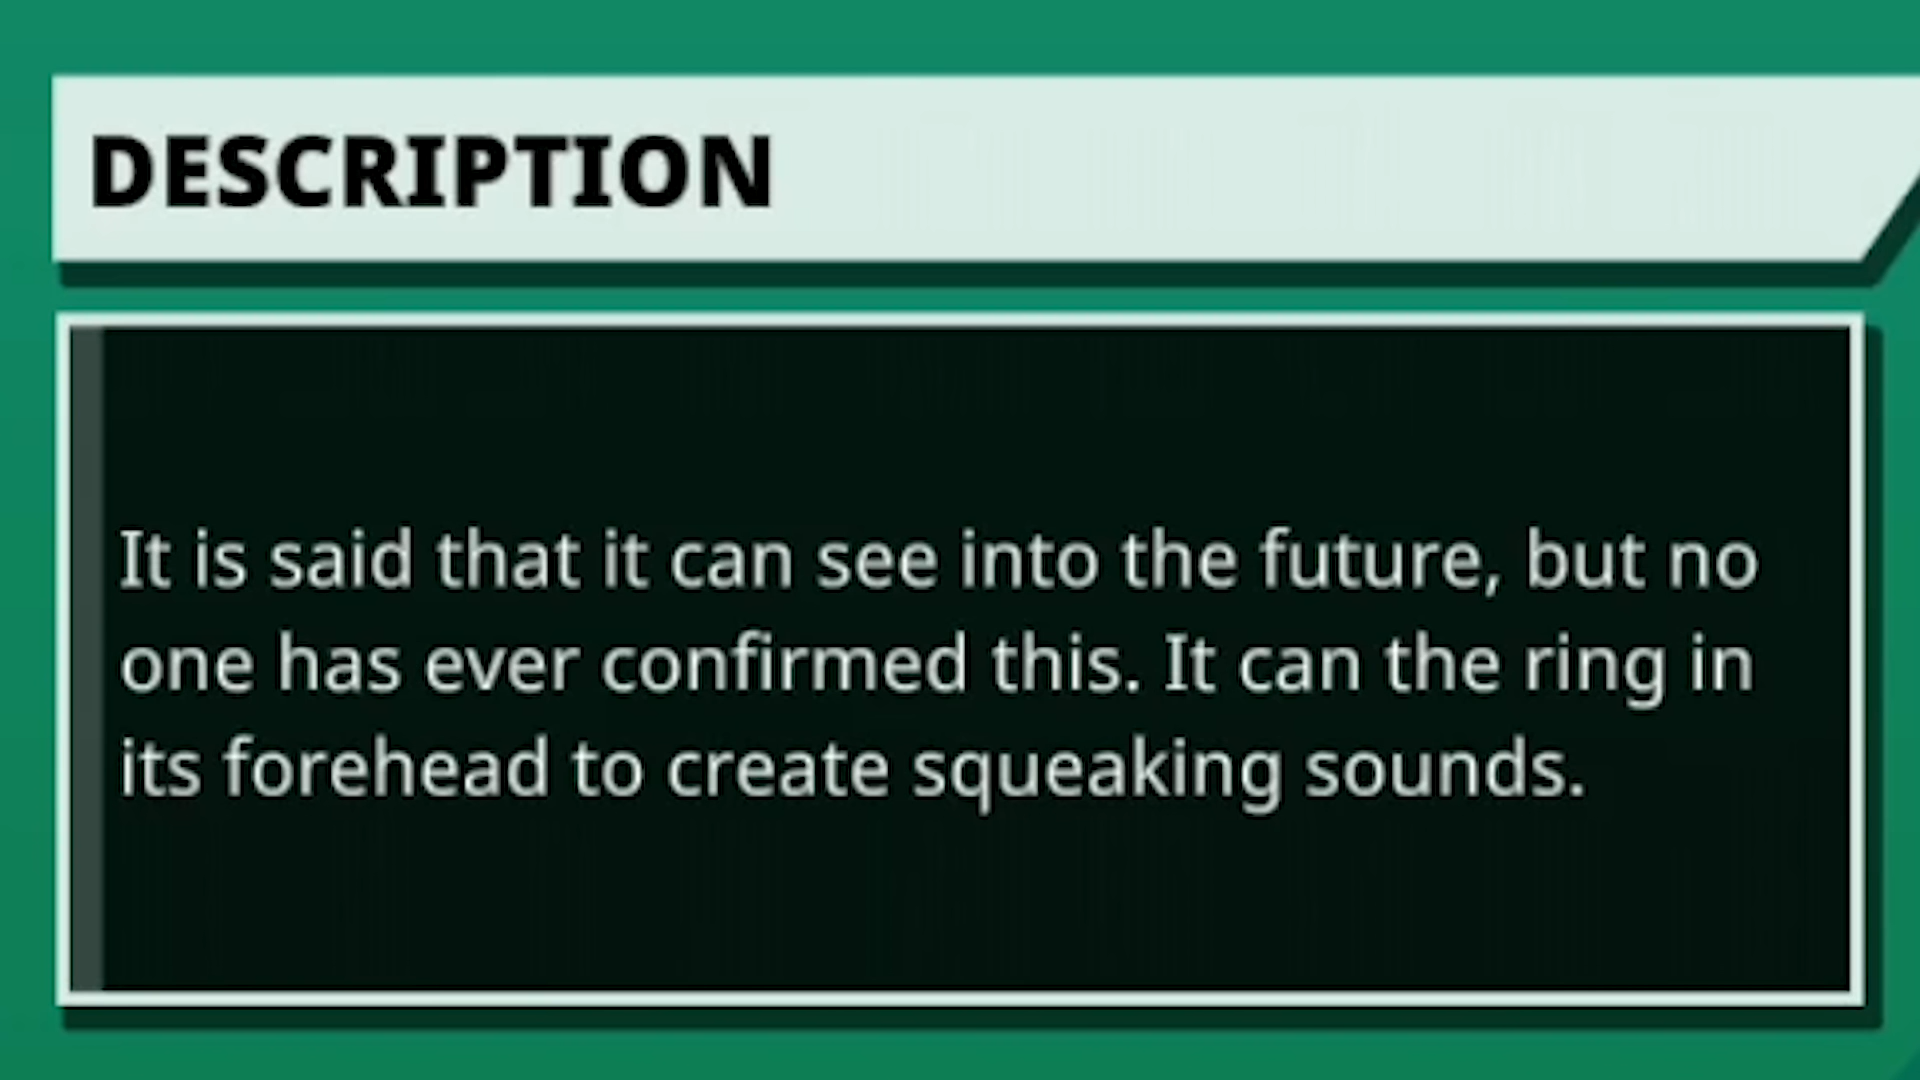 DESCRIPTION
It is said that it can see into the future, but no
one has ever confirmed this. It can the ring in
its forehead to create squeaking sounds.